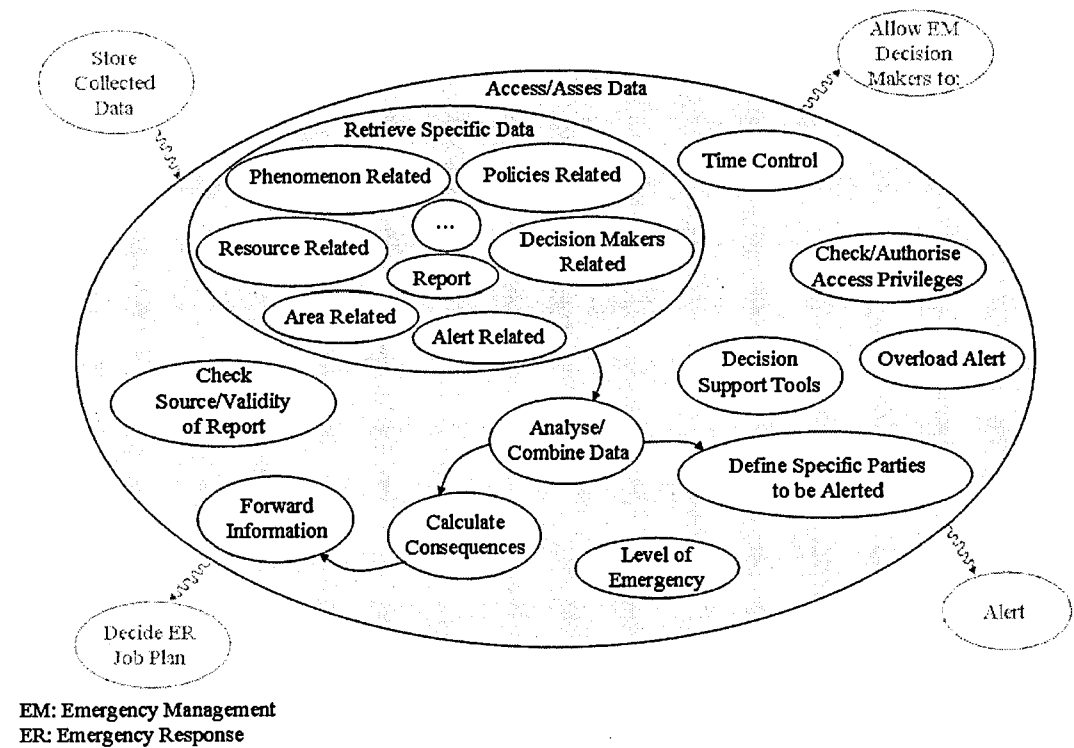 Store
Collected
Data
Allow EM
Decision
Makers to:
Access/Asses Data
Retrieve Specific Data
Phenomenon Related
Policies Related
...
Resource Related
Decision Makers
Related
Report
Area Related
Alert Related
Time Control
Check/Authorise
Access Privileges
Decision
Support Tools
Overload Alert
Check
Source/Validity
of Report
Analyse/
Combine Data
Define Specific Parties
to be Alerted
Forward
Information
Calculate
Consequences
Level of
Emergency
Decide ER
Job Plan
Alert
EM: Emergency Management
ER: Emergency Response